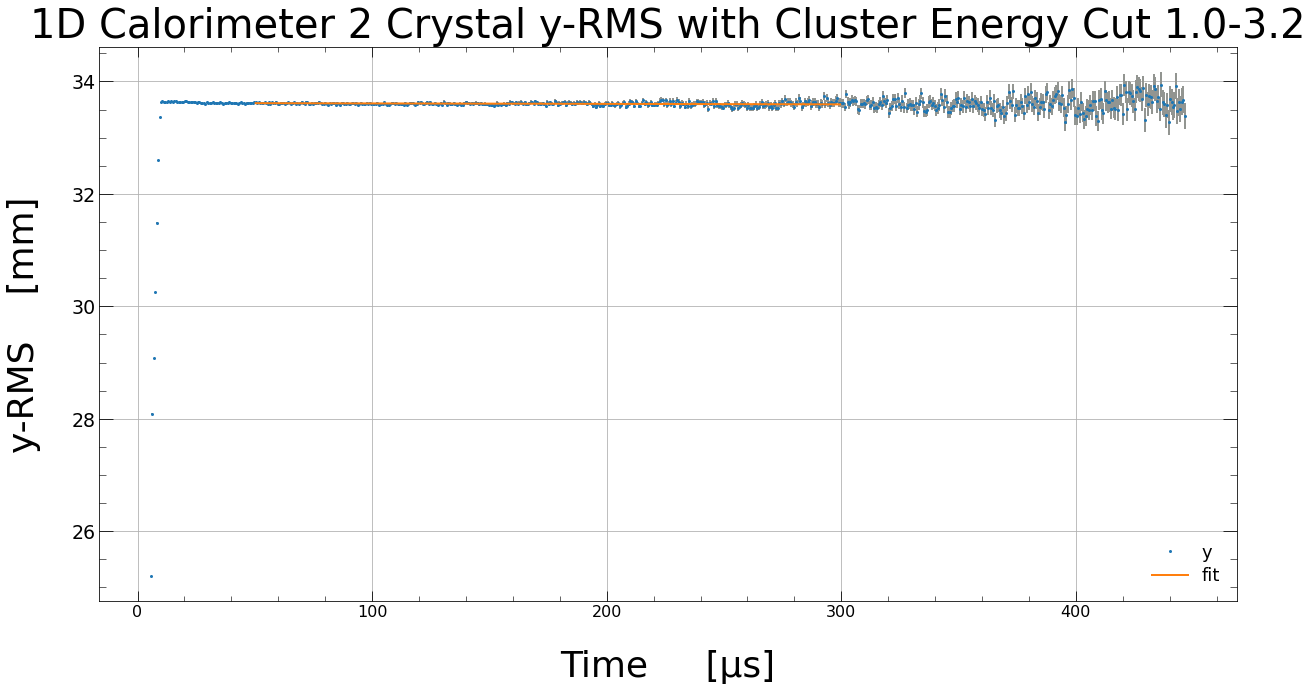 1D Calorimeter 2 Crystal y-RMS with Cluster Energy Cut 1.0-3.2
y-RMS [mm]
34
32
30
28
26
y
fit
0 100 200 300 400
Time [µs]